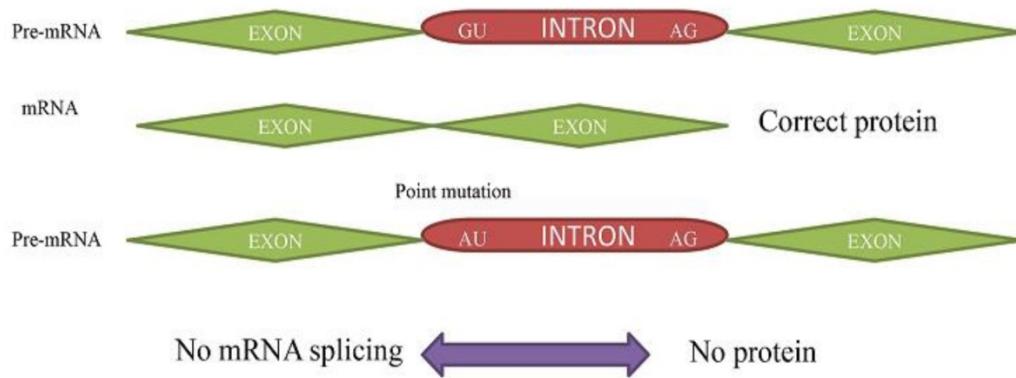 Pre-mRNA EXON GU INTRON AG EXON
mRNA EXON EXON Correct protein
Point mutation
Pre-mRNA EXON AU INTRON AG EXON
No mRNA splicing No protein